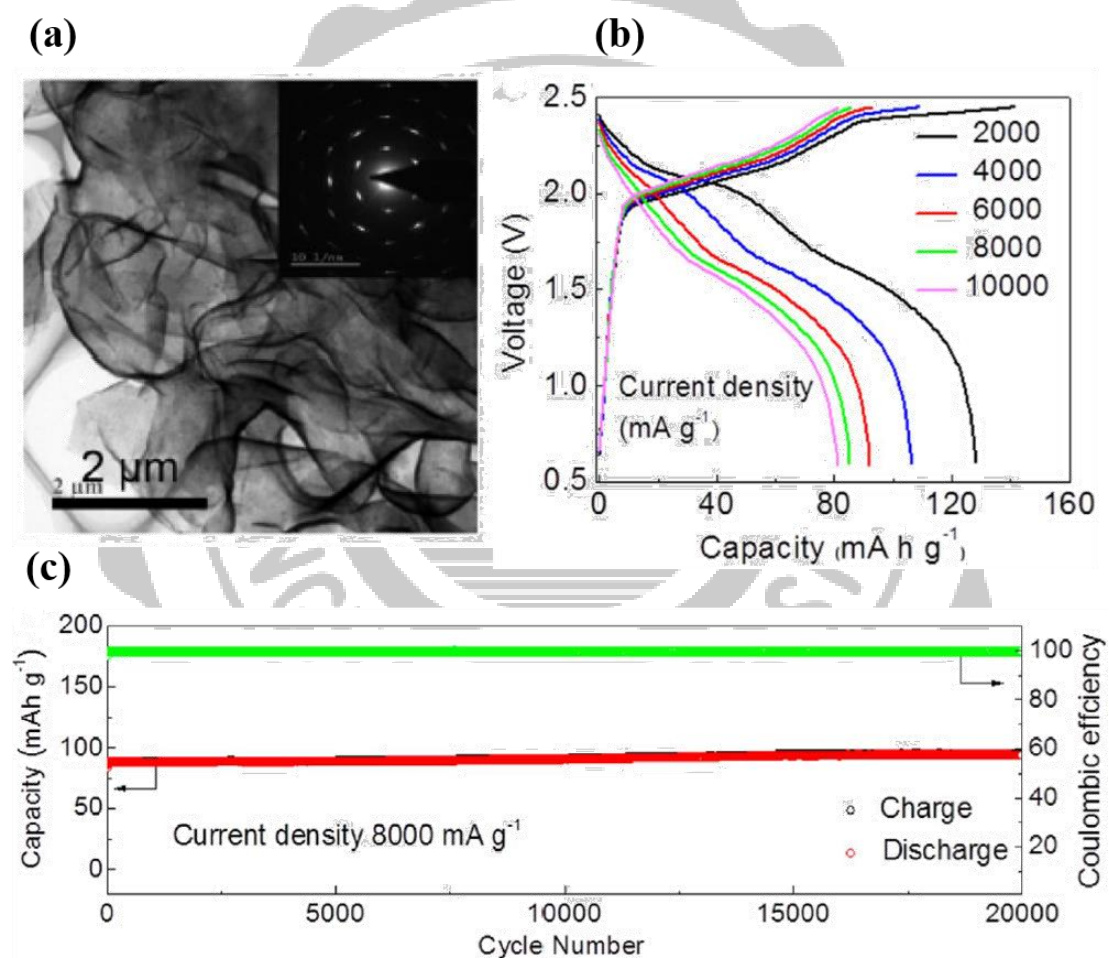 (a)
10 1/nm
2 μm
2 μm
(b)
2.5
2.0
1.5
1.0
0.5
Voltage (V)
2000
4000
6000
8000
10000
Current density
(mA g⁻¹)
0
40
80
120
160
Capacity (mA h g⁻¹)
(c)
200
150
100
50
0
Capacity (mAh g⁻¹)
100
80
60
40
20
Coulombic effciency
Charge
Discharge
Current density 8000 mA g⁻¹
0
5000
10000
15000
20000
Cycle Number